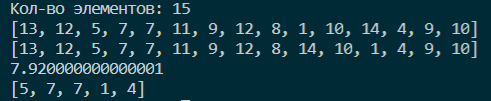 Кол-во элементов: 15
[13, 12, 5, 7, 7, 11, 9, 12, 8, 1, 10, 14, 4, 9, 10]
[13, 12, 5, 7, 7, 11, 9, 12, 8, 14, 10, 1, 4, 9, 10]
7.920000000000001
[5, 7, 7, 1, 4]